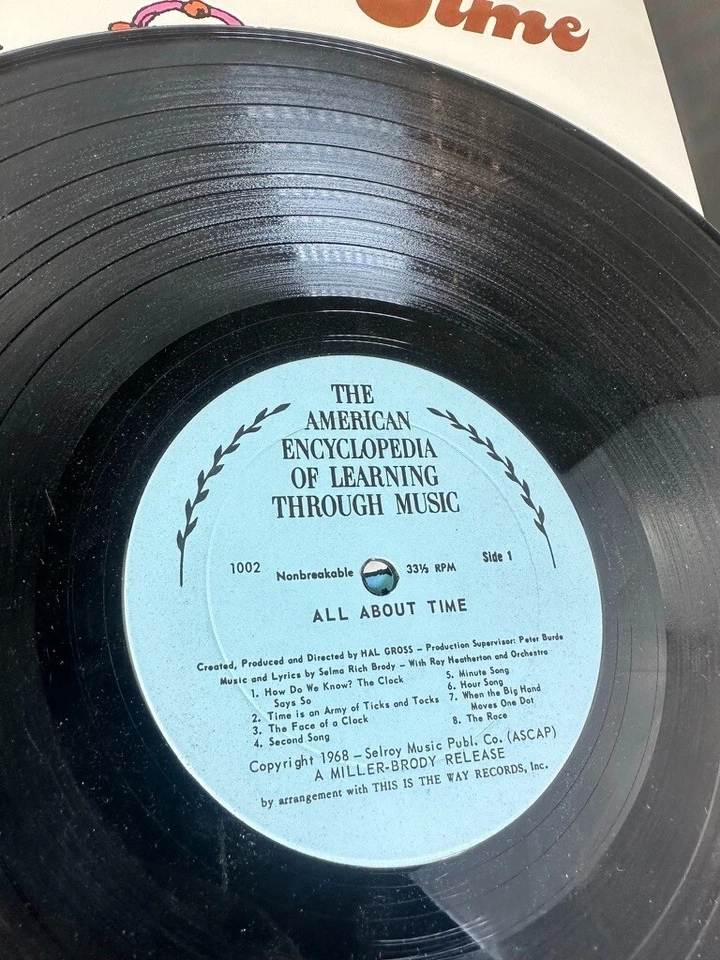 Time
THE
AMERICAN
ENCYCLOPEDIA
OF LEARNING
THROUGH MUSIC
1002 Nonbreakable 33⅓ RPM Side 1
ALL ABOUT TIME
Created, Produced and Directed by HAL GROSS – Production Supervisor: Peter Burde
Music and Lyrics by Selma Rich Brody – With Ray Heatherton and Orchestra
1. How Do We Know? The Clock
Says So
2. Time is an Army of Ticks and Tocks
3. The Face of a Clock
4. Second Song
5. Minute Song
6. Hour Song
7. When the Big Hand
Moves One Dot
8. The Race
Copyright 1968 – Selroy Music Publ. Co. (ASCAP)
A MILLER-BRODY RELEASE
by arrangement with THIS IS THE WAY RECORDS, Inc.